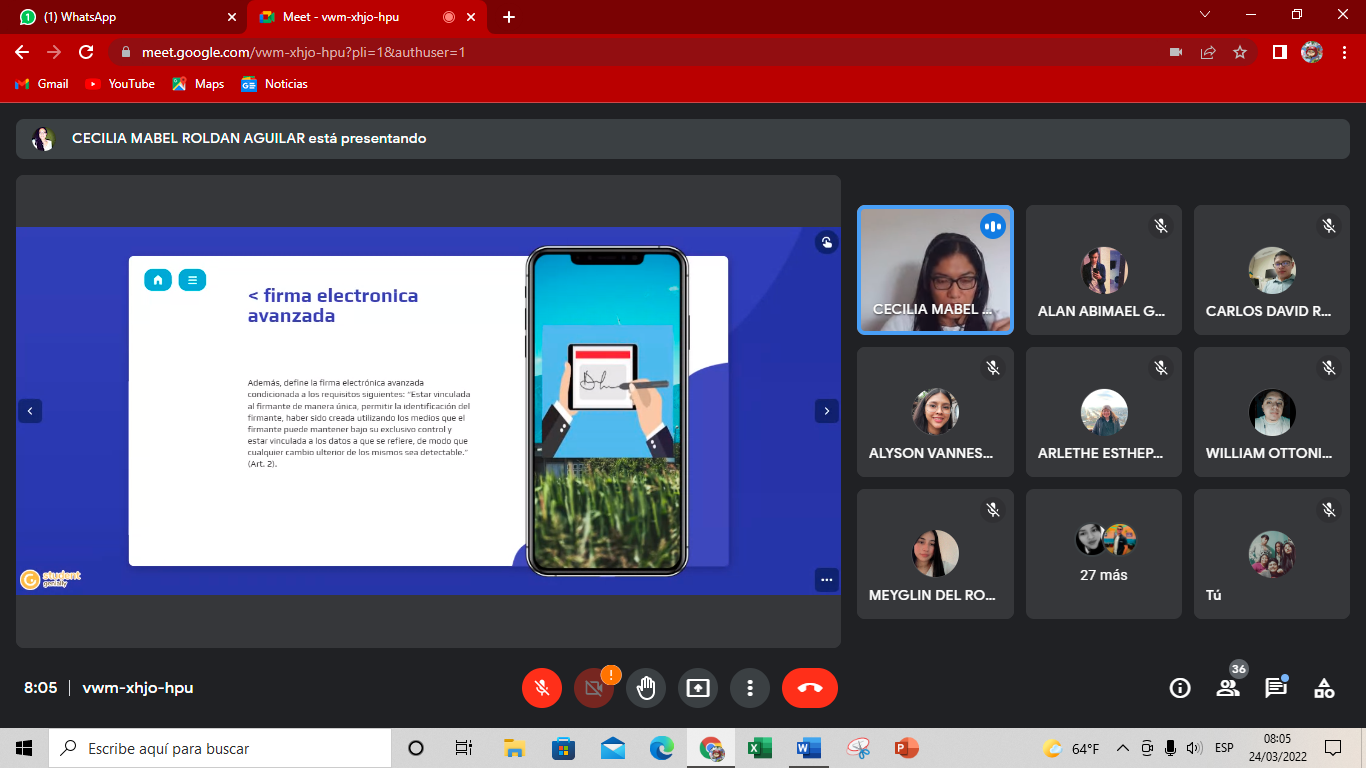 (1) WhatsApp
Meet - vwm-xhjo-hpu
meet.google.com/vwm-xhjo-hpu?pli=1&authuser=1
Gmail
YouTube
Maps
GE
Noticias
CECILIA MABEL ROLDAN AGUILAR está presentando
< firma electronica
avanzada
Además, define la firma electrónica avanzada
condicionada a los requisitos siguientes: "Estar vinculada
al firmante de manera única, permitir la identificación del
firmante, haber sido creada utilizando los medios que el
firmante puede mantener bajo su exclusivo control y
estar vinculada a los datos a que se refiere, de modo que
cualquier cambio ulterior de los mismos sea detectable."
(Art. 2).
student
genially
CECILIA MABEL ...
ALAN ABIMAEL G...
CARLOS DAVID R...
ALYSON VANNES...
ARLETHE ESTHEP...
WILLIAM OTTONI...
MEYGLIN DEL RO...
27 más
Tú
8:05 | vwm-xhjo-hpu
!
36
Escribe aquí para buscar
64°F
ESP
08:05
24/03/2022